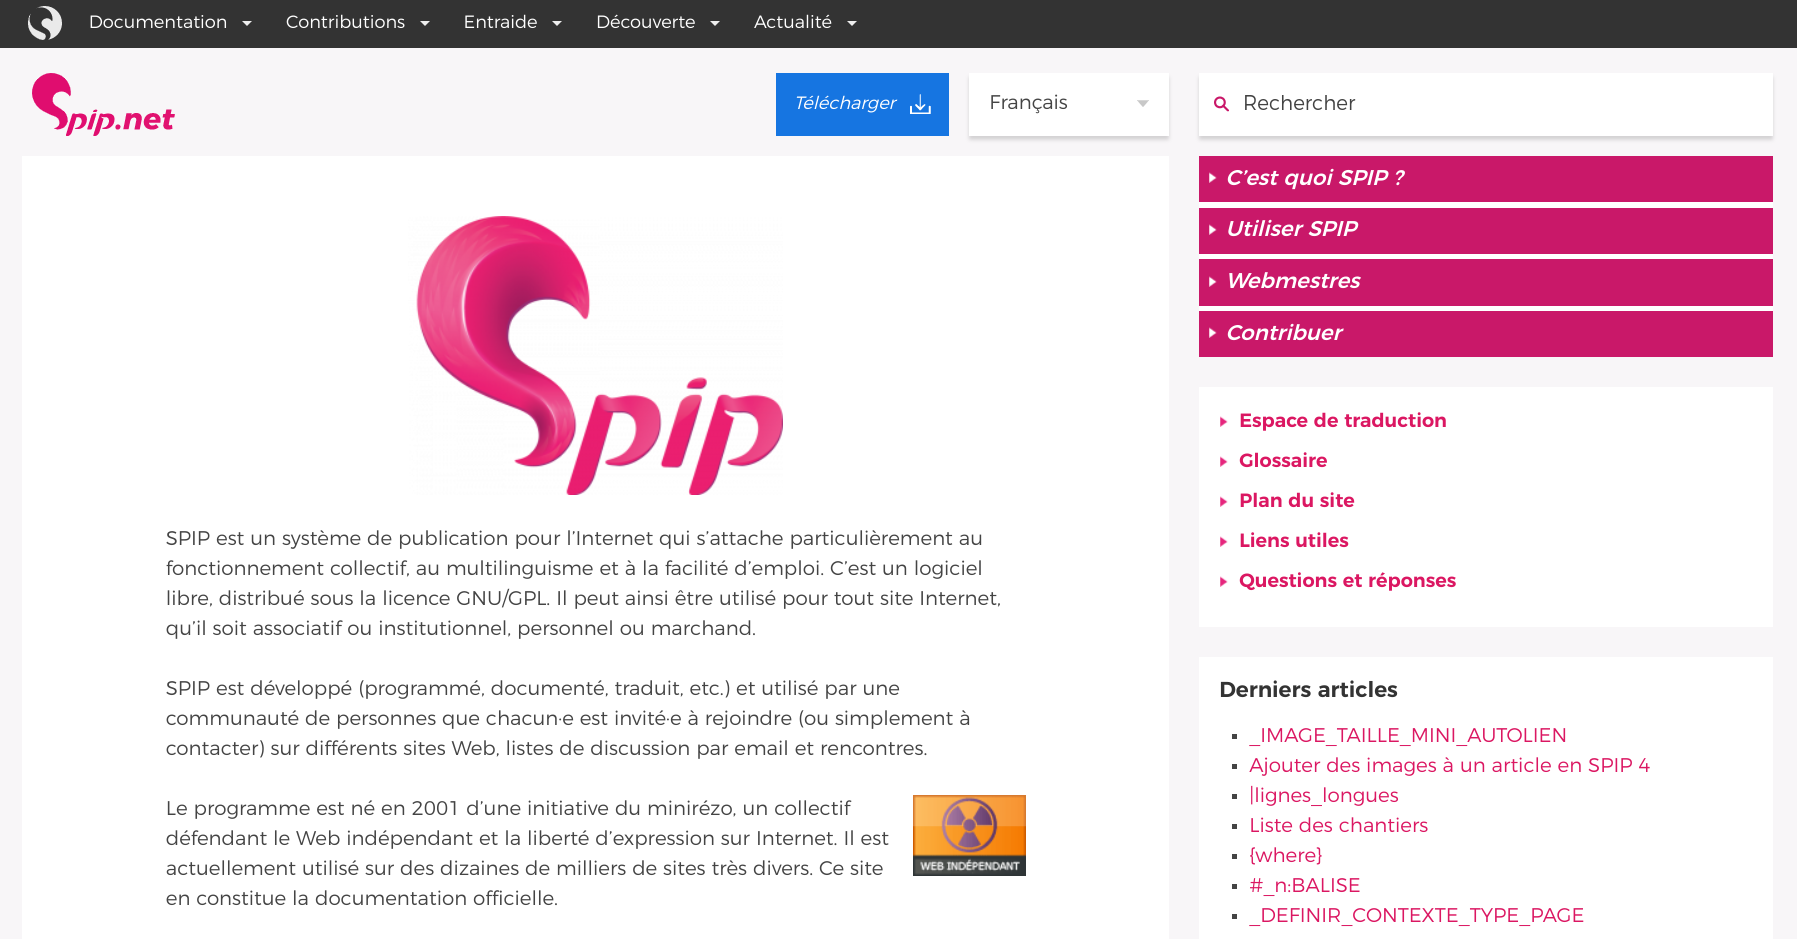 Documentation
Contributions
Entraide
Découverte
Actualité
Spip.net
Télécharger
Français
Rechercher
Spip
SPIP est un système de publication pour l’Internet qui s’attache particulièrement au
fonctionnement collectif, au multilinguisme et à la facilité d’emploi. C’est un logiciel
libre, distribué sous la licence GNU/GPL. Il peut ainsi être utilisé pour tout site Internet,
qu’il soit associatif ou institutionnel, personnel ou marchand.
SPIP est développé (programmé, documenté, traduit, etc.) et utilisé par une
communauté de personnes que chacun·e est invité·e à rejoindre (ou simplement à
contacter) sur différents sites Web, listes de discussion par email et rencontres.
Le programme est né en 2001 d’une initiative du minirézo, un collectif
défendant le Web indépendant et la liberté d’expression sur Internet. Il est
actuellement utilisé sur des dizaines de milliers de sites très divers. Ce site
en constitue la documentation officielle.
WEB INDÉPENDANT
C’est quoi SPIP ?
Utiliser SPIP
Webmestres
Contribuer
Espace de traduction
Glossaire
Plan du site
Liens utiles
Questions et réponses
Derniers articles
_IMAGE_TAILLE_MINI_AUTOLIEN
Ajouter des images à un article en SPIP 4
|lignes_longues
Liste des chantiers
{where}
#_n:BALISE
_DEFINIR_CONTEXTE_TYPE_PAGE